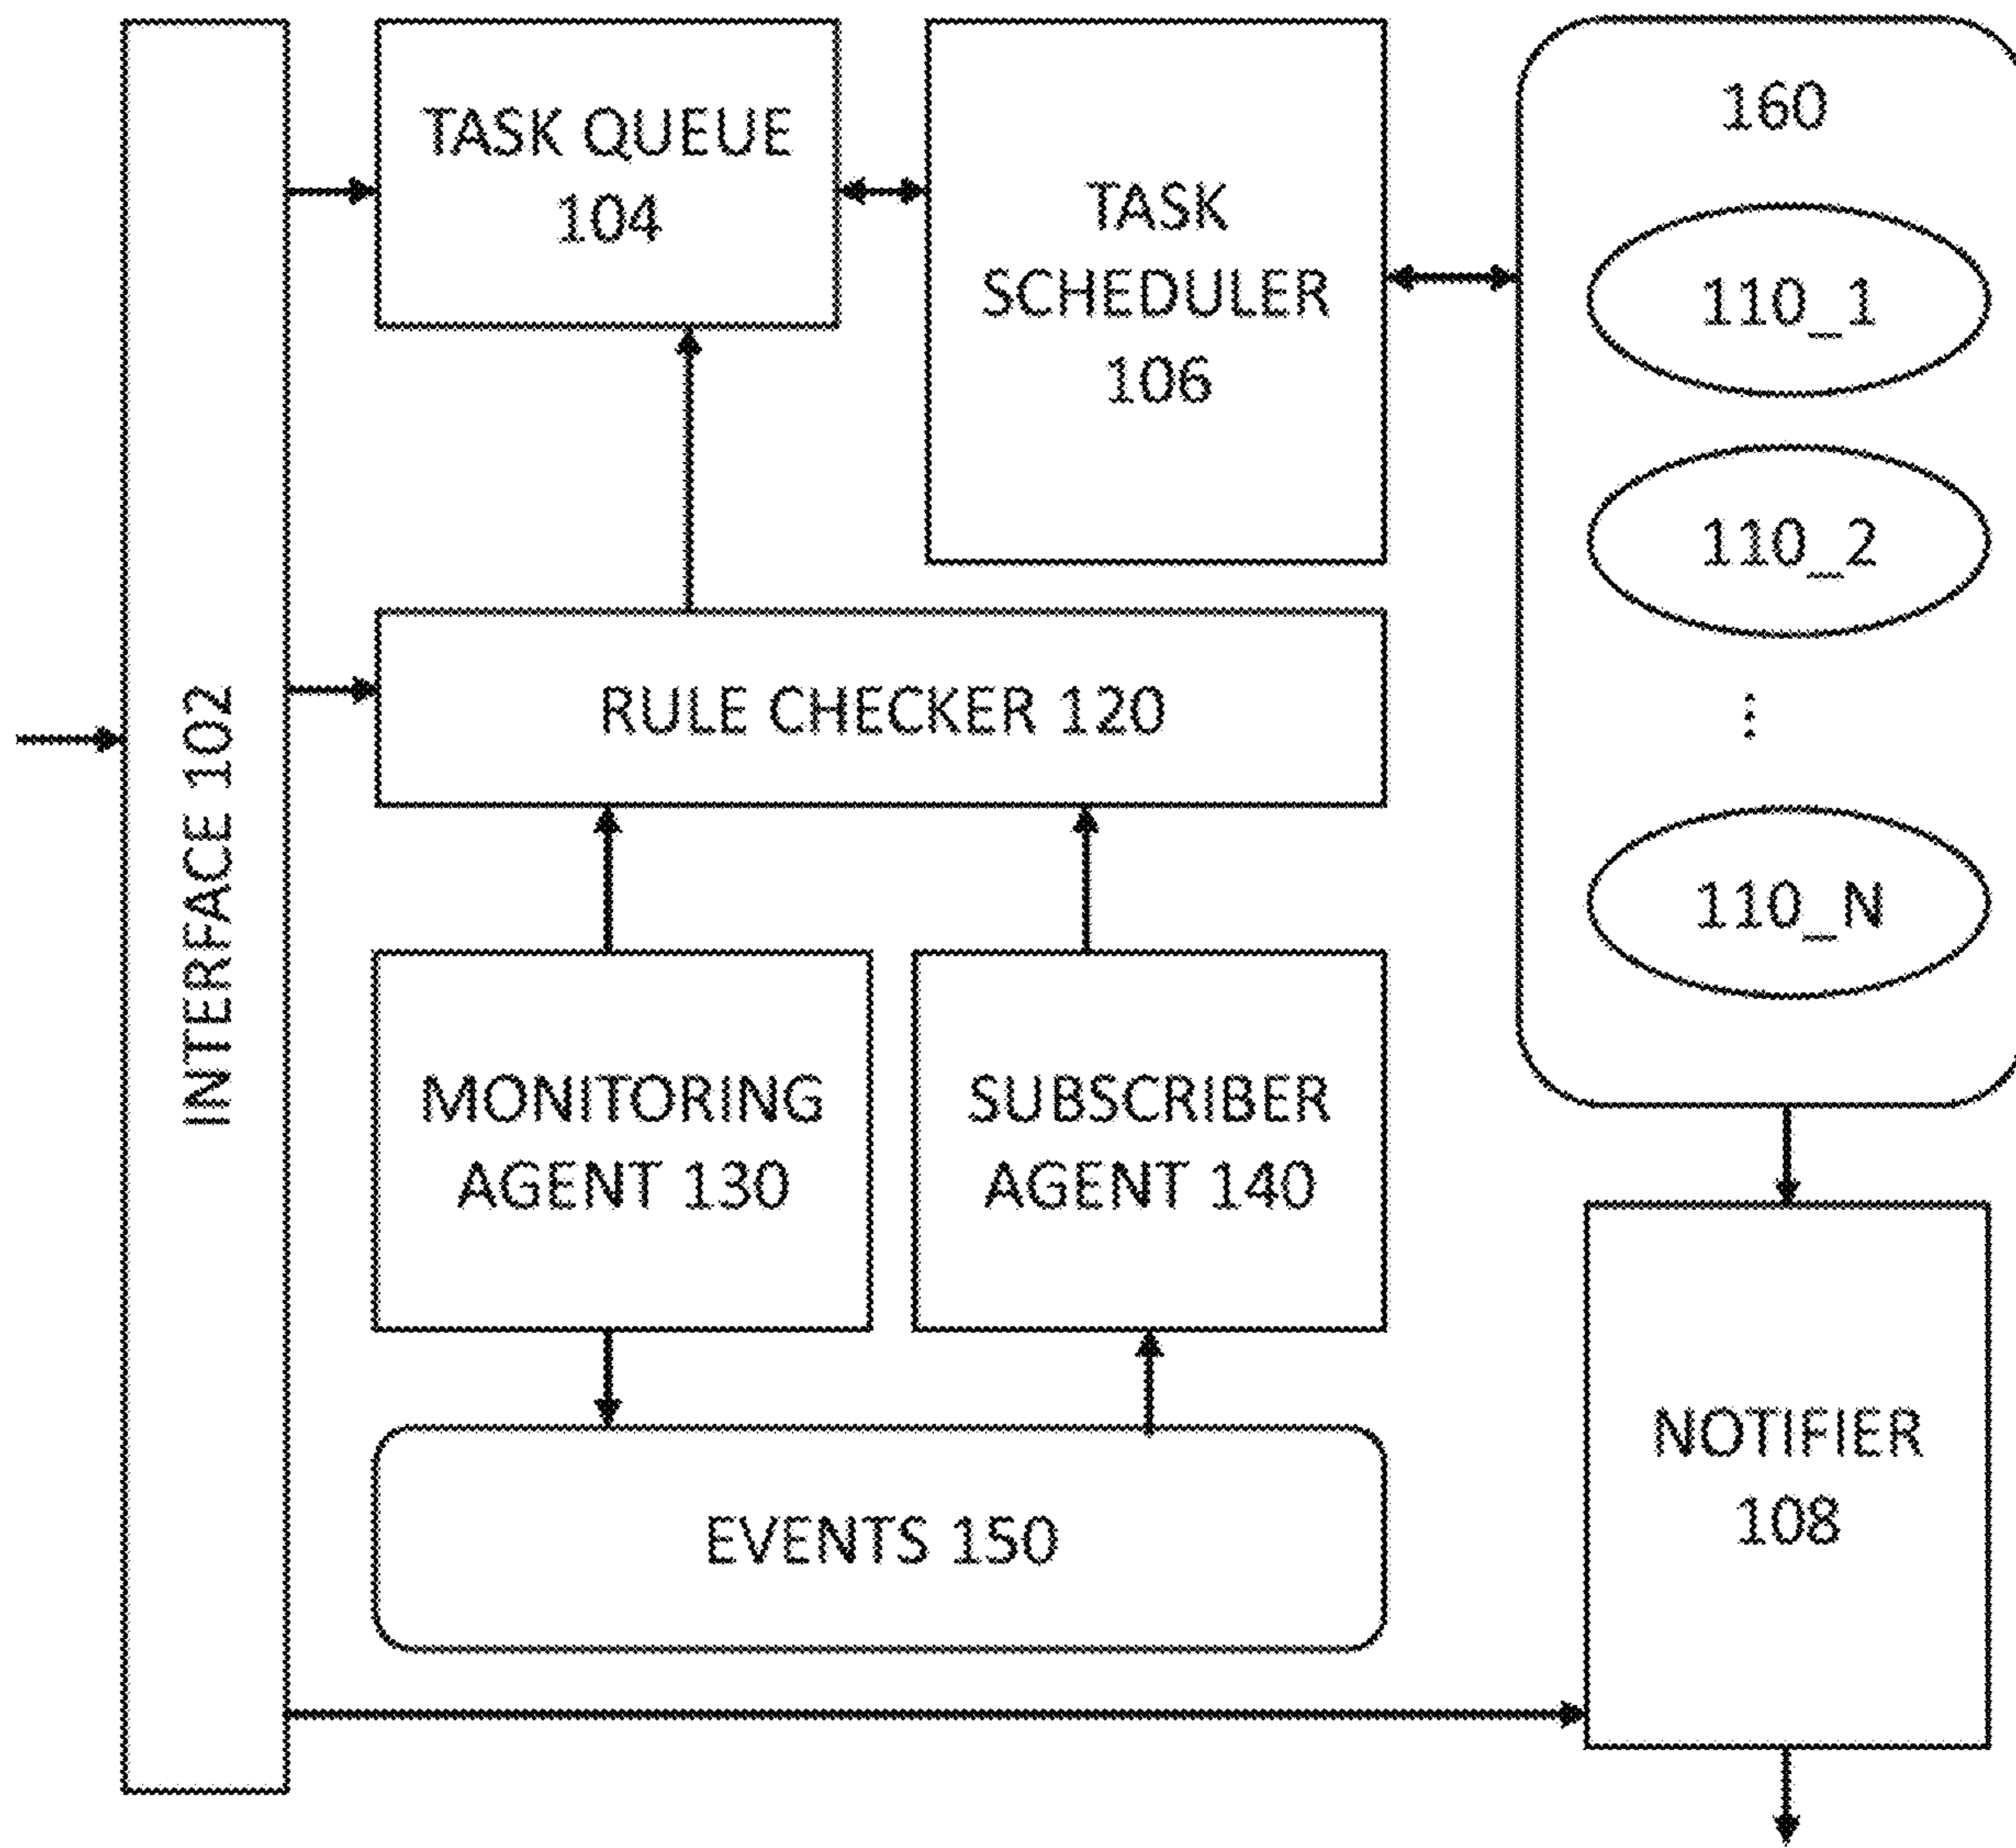 INTERFACE 102
TASK QUEUE
104
TASK
SCHEDULER
106
160
110_1
110_2
⋮
110_N
RULE CHECKER 120
MONITORING
AGENT 130
SUBSCRIBER
AGENT 140
EVENTS 150
NOTIFIER
108